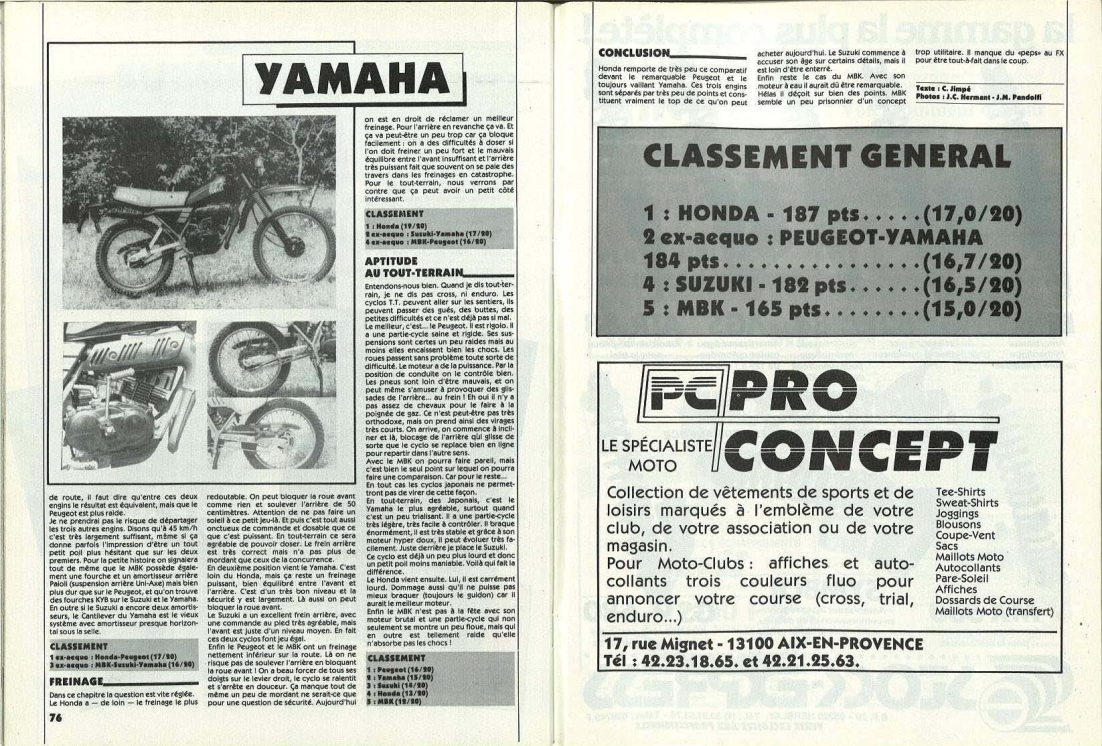 YAMAHA
de route, il faut dire qu'entre ces deux
engins le résultat est équivalent, mais que le
Peugeot est plus raide.
Je ne prendrai pas le risque de départager
les trois autres engins. Disons qu'à 45 km/h
c'est très largement suffisant, même si ça
donne parfois l'impression d'être un tout
petit poil plus hésitant que sur les deux
premiers. Pour la petite histoire on signalera
tout de même que le MBK possède égale-
ment une fourche et un amortisseur arrière
Paioli (suspension arrière Uni-Axe) mais bien
plus dur que sur le Peugeot, et qu'on trouve
des fourches KYB sur le Suzuki et le Yamaha.
En outre si le Suzuki a encore deux amortis-
seurs, le Cantilever du Yamaha est le vieux
système avec amortisseur presque horizon-
tal sous la selle.
CLASSEMENT
1 ex-aequo : Honda-Peugeot (17/20)
3 ex-aequo : MBK-Suzuki-Yamaha (16/20)
FREINAGE
Dans ce chapitre la question est vite réglée.
Le Honda a — de loin — le freinage le plus
76
redoutable. On peut bloquer la roue avant
comme rien et soulever l'arrière de 50
centimètres. Attention de ne pas faire un
soleil à ce petit jeu-là. Et puis c'est tout aussi
onctueux de commande et dosable que ce
que c'est puissant. En tout-terrain ce sera
agréable de pouvoir doser. Le frein arrière
est très correct mais n'a pas plus de
mordant que ceux de la concurrence.
En deuxième position vient le Yamaha. C'est
loin du Honda, mais ça reste un freinage
puissant, bien équilibré entre l'avant et
l'arrière. C'est d'un très bon niveau et la
sécurité y est largement. Là aussi on peut
bloquer la roue avant.
Le Suzuki a un excellent frein arrière, avec
une commande au pied très agréable, mais
l'avant est juste d'un niveau moyen. En fait
ces deux cyclos font jeu égal.
Enfin le Peugeot et le MBK ont un freinage
nettement inférieur sur la route. Là on ne
risque pas de soulever l'arrière en bloquant
la roue avant ! On a beau forcer de tous ses
doigts sur le levier droit, le cyclo se ralentit
et s'arrête en douceur. Ça manque tout de
même un peu de mordant ne serait-ce que
pour une question de sécurité. Aujourd'hui
on est en droit de réclamer un meilleur
freinage. Pour l'arrière en revanche ça va. Et
ça va peut-être un peu trop car ça bloque
facilement : on a des difficultés à doser si
l'on doit freiner un peu fort et le mauvais
équilibre entre l'avant insuffisant et l'arrière
très puissant fait que souvent on se paie des
travers dans les freinages en catastrophe.
Pour le tout-terrain, nous verrons par
contre que ça peut avoir un petit côté
intéressant.
CLASSEMENT
1 : Honda (19/20)
2 ex-aequo : Suzuki-Yamaha (17/20)
4 ex-aequo : MBK-Peugeot (16/20)
APTITUDE
AU TOUT-TERRAIN
Entendons-nous bien. Quand je dis tout-ter-
rain, je ne dis pas cross, ni enduro. Les
cyclos T.T. peuvent aller sur les sentiers, ils
peuvent passer des gués, des buttes, des
petites difficultés et ce n'est déjà pas si mal.
Le meilleur, c'est... le Peugeot. Il est rigolo. Il
a une partie-cycle saine et rigide. Ses sus-
pensions sont certes un peu raides mais au
moins elles encaissent bien les chocs. Les
roues passent sans problème toute sorte de
difficulté. Le moteur a de la puissance. Par la
position de conduite on le contrôle bien.
Les pneus sont loin d'être mauvais, et on
peut même s'amuser à provoquer des glis-
sades de l'arrière... au frein ! Eh oui il n'y a
pas assez de chevaux pour le faire à la
poignée de gaz. Ce n'est peut-être pas très
orthodoxe, mais on prend ainsi des virages
très courts. On arrive, on commence à incli-
ner et là, blocage de l'arrière qui glisse de
sorte que le cyclo se replace bien en ligne
pour repartir dans l'autre sens.
Avec le MBK on pourra faire pareil, mais
c'est bien le seul point sur lequel on pourra
faire une comparaison. Car pour le reste...
En tout cas les cyclos japonais ne permet-
tront pas de virer de cette façon.
En tout-terrain, des Japonais, c'est le
Yamaha le plus agréable, surtout quand
c'est un peu trialisant. Il a une partie-cycle
très légère, très facile à contrôler. Il braque
énormément, il est très stable et grâce à son
moteur hyper doux, il peut évoluer très fa-
cilement. Juste derrière je place le Suzuki.
Ce cyclo est déjà un peu plus lourd et donc
un petit poil moins maniable. Voilà qui fait la
différence.
Le Honda vient ensuite. Lui, il est carrément
lourd. Dommage aussi qu'il ne puisse pas
mieux braquer (toujours le guidon) car il
aurait le meilleur moteur.
Enfin le MBK n'est pas à la fête avec son
moteur brutal et une partie-cycle qui non
seulement se montre un peu floue, mais qui
en outre est tellement raide qu'elle
n'absorbe pas les chocs !
CLASSEMENT
1 : Peugeot (16/20)
2 : Yamaha (15/20)
3 : Suzuki (14/20)
4 : Honda (13/20)
5 : MBK (12/20)
CONCLUSION
Honda remporte de très peu ce comparatif
devant le remarquable Peugeot et le
toujours vaillant Yamaha. Ces trois engins
sont séparés par très peu de points et cons-
tituent vraiment le top de ce qu'on peut
acheter aujourd'hui. Le Suzuki commence à
accuser son âge sur certains détails, mais il
est loin d'être enterré.
Enfin reste le cas du MBK. Avec son
moteur à eau il aurait dû être remarquable.
Hélas il déçoit sur bien des points. MBK
semble un peu prisonnier d'un concept
trop utilitaire. Il manque du «peps» au FX
pour être tout-à-fait dans le coup.
Texte : C. Jimpé
Photos : J.C. Hermant - J.M. Pandolfi
CLASSEMENT GENERAL
1 : HONDA - 187 pts.....(17,0/20)
2 ex-aequo : PEUGEOT-YAMAHA
184 pts................(16,7/20)
4 : SUZUKI - 182 pts......(16,5/20)
5 : MBK - 165 pts........(15,0/20)
PC PRO
LE SPÉCIALISTE
MOTO
CONCEPT
Collection de vêtements de sports et de
loisirs marqués à l'emblème de votre
club, de votre association ou de votre
magasin.
Pour Moto-Clubs : affiches et auto-
collants trois couleurs fluo pour
annoncer votre course (cross, trial,
enduro...)
Tee-Shirts
Sweat-Shirts
Joggings
Blousons
Coupe-Vent
Sacs
Maillots Moto
Autocollants
Pare-Soleil
Affiches
Dossards de Course
Maillots Moto (transfert)
17, rue Mignet - 13100 AIX-EN-PROVENCE
Tél : 42.23.18.65. et 42.21.25.63.